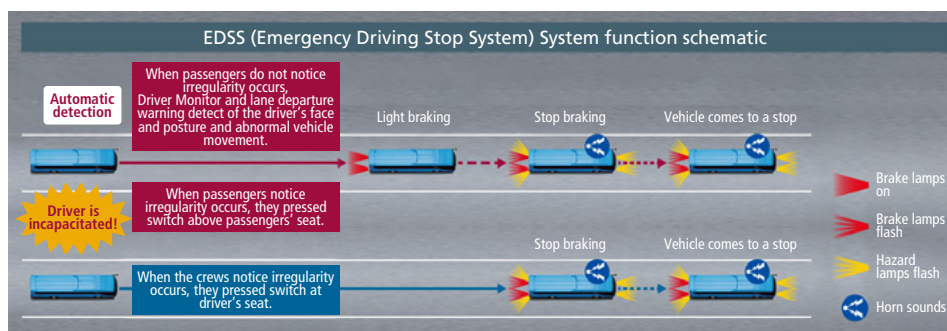 EDSS (Emergency Driving Stop System) System function schematic
Automatic
detection
When passengers do not notice
irregularity occurs,
Driver Monitor and lane departure
warning detect of the driver's face
and posture and abnormal vehicle
movement.
Light braking
Stop braking
Vehicle comes to a stop
Driver is
incapacitated!
When passengers notice
irregularity occurs, they pressed
switch above passengers' seat.
Stop braking
Vehicle comes to a stop
When the crews notice irregularity
occurs, they pressed switch at
driver's seat.
Brake lamps
on
Brake lamps
flash
Hazard
lamps flash
Horn sounds